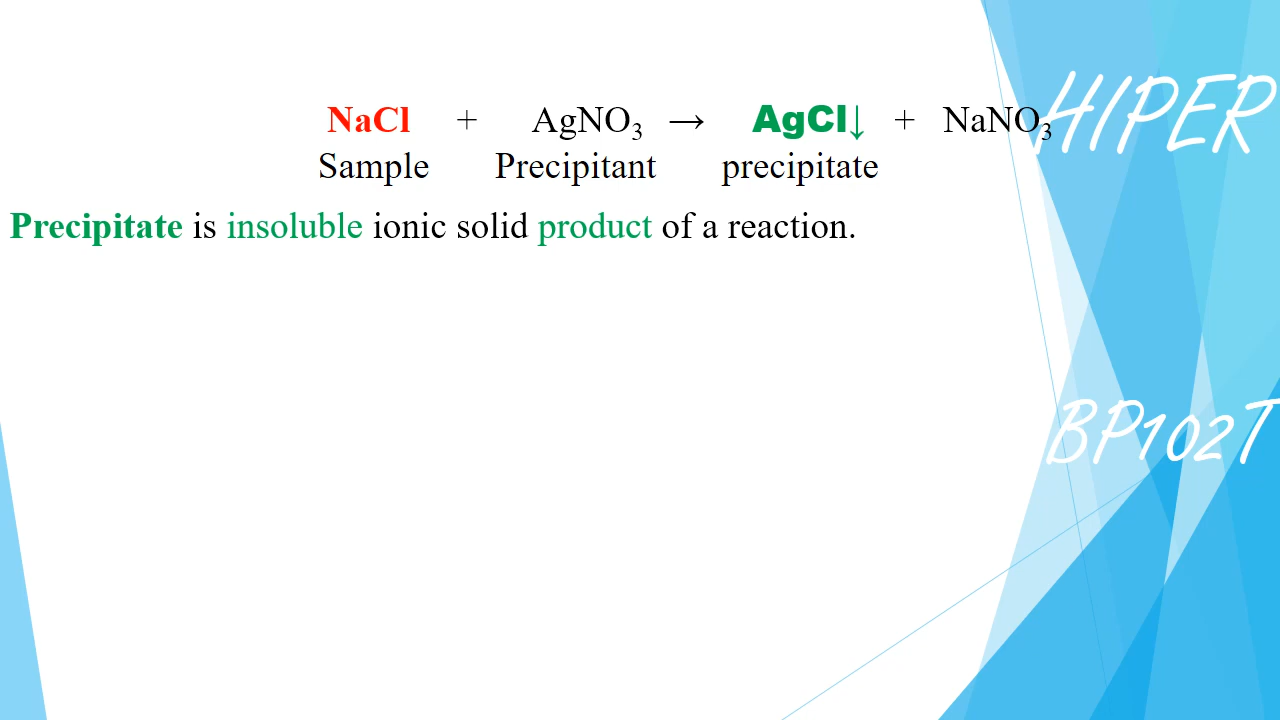 NaCl + AgNO₃ → AgCl↓ + NaNO₃
Sample Precipitant precipitate
Precipitate is insoluble ionic solid product of a reaction.
HIPER
BP102T